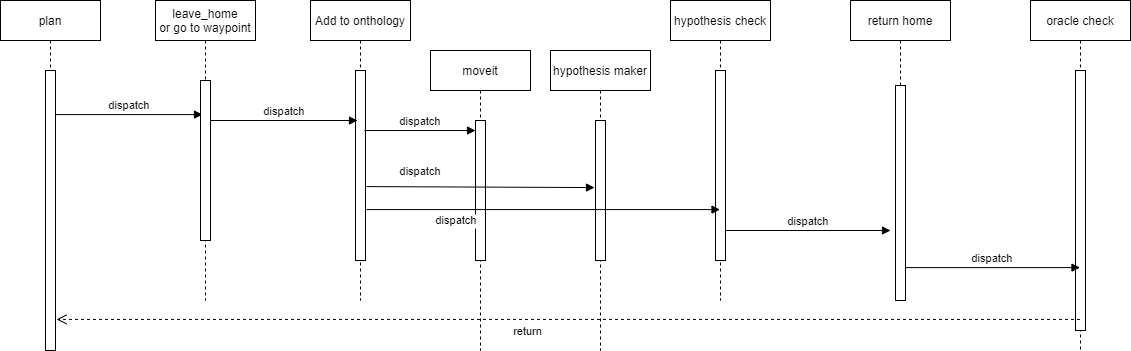 plan
leave_home
or go to waypoint
Add to onthology
hypothesis check
return home
oracle check
moveit
hypothesis maker
dispatch
dispatch
dispatch
dispatch
dispatch
dispatch
dispatch
return